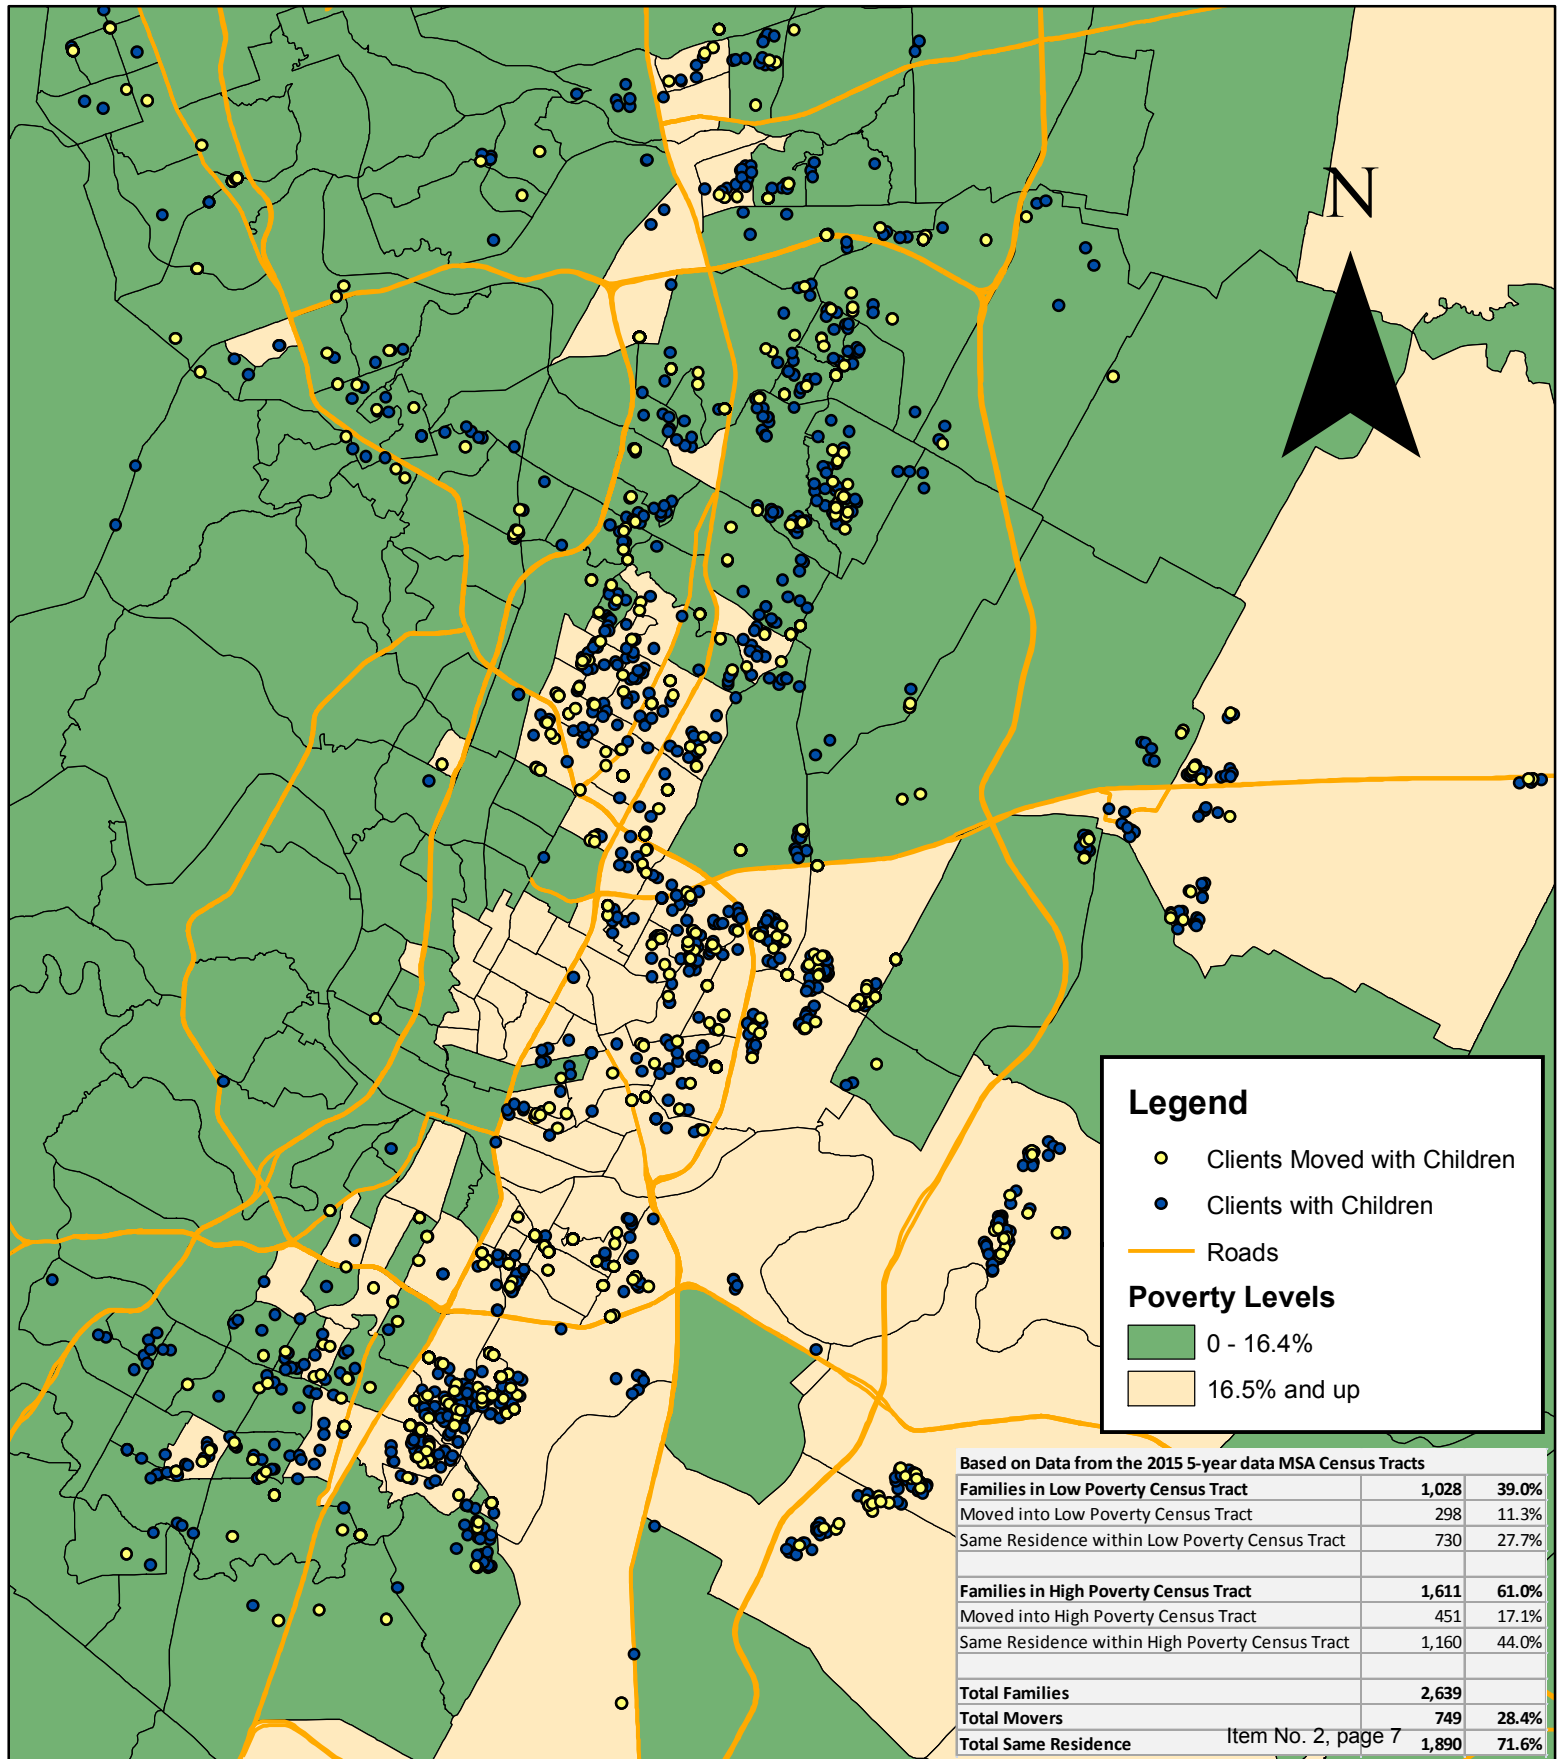 N
Legend
Clients Moved with Children
Clients with Children
Roads
Poverty Levels
0 - 16.4%
16.5% and up
Based on Data from the 2015 5-year data MSA Census Tracts
Families in Low Poverty Census Tract 1,028 39.0%
Moved into Low Poverty Census Tract 298 11.3%
Same Residence within Low Poverty Census Tract 730 27.7%
Families in High Poverty Census Tract 1,611 61.0%
Moved into High Poverty Census Tract 451 17.1%
Same Residence within High Poverty Census Tract 1,160 44.0%
Total Families 2,639
Total Movers 749 28.4%
Item No. 2, page 7
Total Same Residence 1,890 71.6%